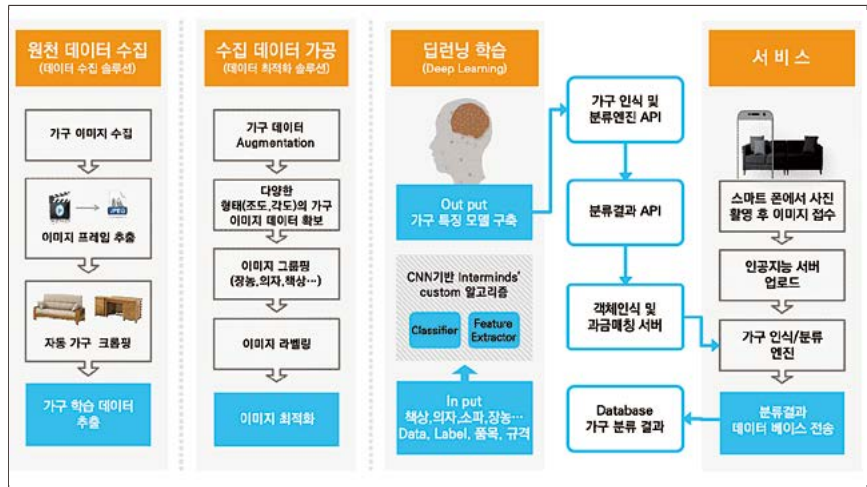 원천 데이터 수집
(데이터 수집 솔루션)
가구 이미지 수집
JPEG
이미지 프레임 추출
자동 가구 크롭핑
가구 학습 데이터
추출
수집 데이터 가공
(데이터 최적화 솔루션)
가구 데이터
Augmentation
다양한
형태(조도,각도)의 가구
이미지 데이터 확보
이미지 그룹핑
(장농,의자,책상…)
이미지 라벨링
이미지 최적화
딥런닝 학습
(Deep Learning)
Out put
가구 특징 모델 구축
CNN기반 Interminds'
custom 알고리즘
Classifier
Feature
Extractor
In put
책상,의자,소파,장농…
Data, Label, 품목, 규격
가구 인식 및
분류엔진 API
분류결과 API
객체인식 및
과금매칭 서버
Database
가구 분류 결과
서 비 스
스마트 폰에서 사진
촬영 후 이미지 접수
인공지능 서버
업로드
가구 인식/분류
엔진
분류결과
데이터 베이스 전송